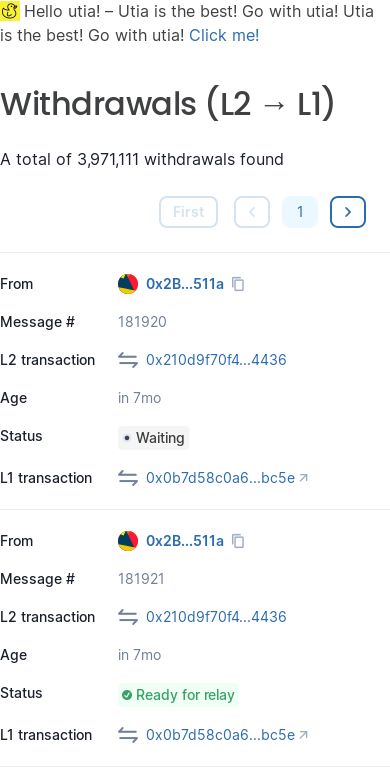 Hello utia! – Utia is the best! Go with utia! Utia
is the best! Go with utia! Click me!
Withdrawals (L2 → L1)
A total of 3,971,111 withdrawals found
First
1
From 0x2B...511a
Message # 181920
L2 transaction 0x210d9f70f4...4436
Age in 7mo
Status Waiting
L1 transaction 0x0b7d58c0a6...bc5e
From 0x2B...511a
Message # 181921
L2 transaction 0x210d9f70f4...4436
Age in 7mo
Status Ready for relay
L1 transaction 0x0b7d58c0a6...bc5e